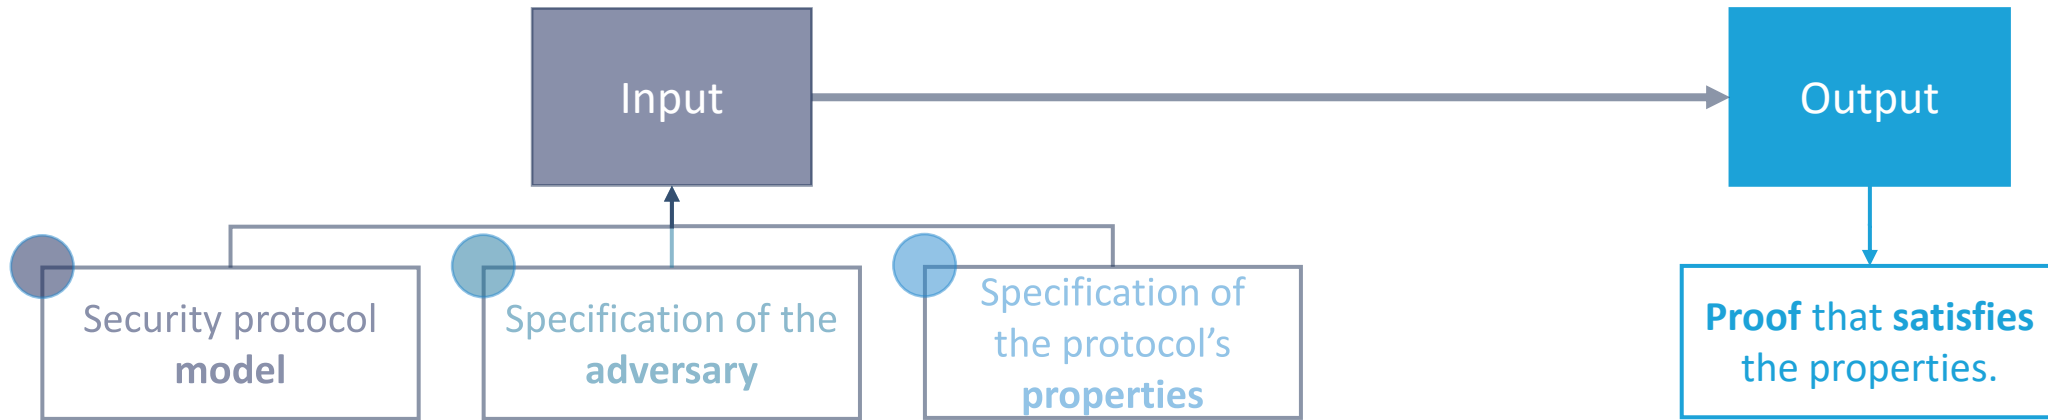 Input
Output
Security protocol
model
Specification of the
adversary
Specification of
the protocol's
properties
Proof that satisfies
the properties.